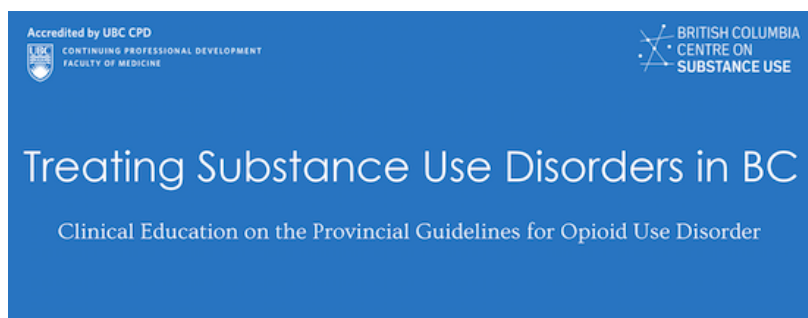 Accredited by UBC CPD
UBC
CONTINUING PROFESSIONAL DEVELOPMENT
FACULTY OF MEDICINE
BRITISH COLUMBIA
CENTRE ON
SUBSTANCE USE
Treating Substance Use Disorders in BC
Clinical Education on the Provincial Guidelines for Opioid Use Disorder